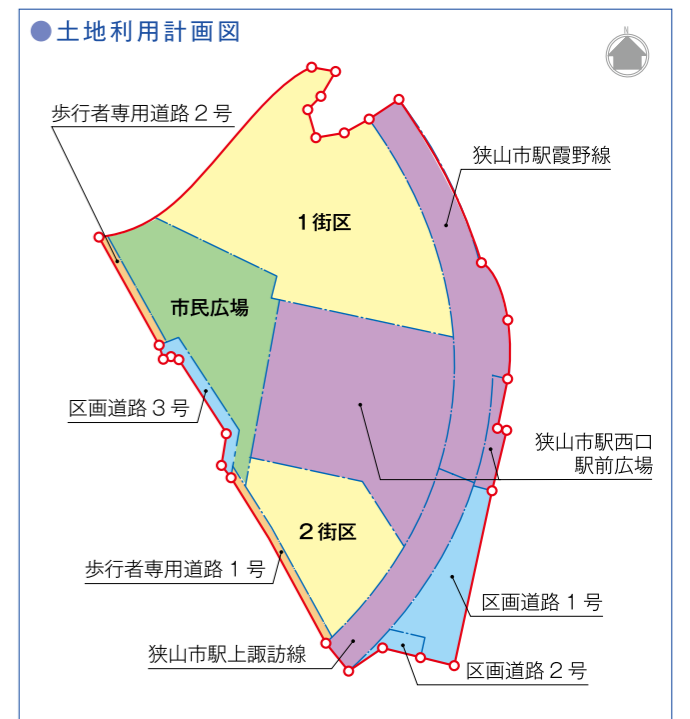 ●土地利用計画図
N
歩行者専用道路2号
狭山市駅霞野線
1街区
市民広場
区画道路3号
狭山市駅西口
駅前広場
2街区
歩行者専用道路1号
区画道路1号
狭山市駅上諏訪線
区画道路2号